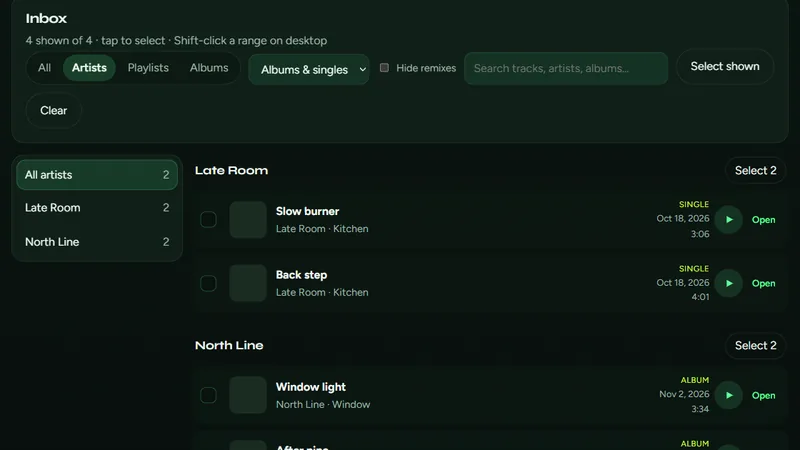 Inbox
4 shown of 4 · tap to select · Shift-click a range on desktop
All Artists Playlists Albums Albums & singles Hide remixes Search tracks, artists, albums... Select shown
Clear
All artists 2
Late Room 2
North Line 2
Late Room Select 2
Slow burner
Late Room · Kitchen
SINGLE
Oct 18, 2026
3:06
Open
Back step
Late Room · Kitchen
SINGLE
Oct 18, 2026
4:01
Open
North Line Select 2
Window light
North Line · Window
ALBUM
Nov 2, 2026
3:34
Open
ALBUM